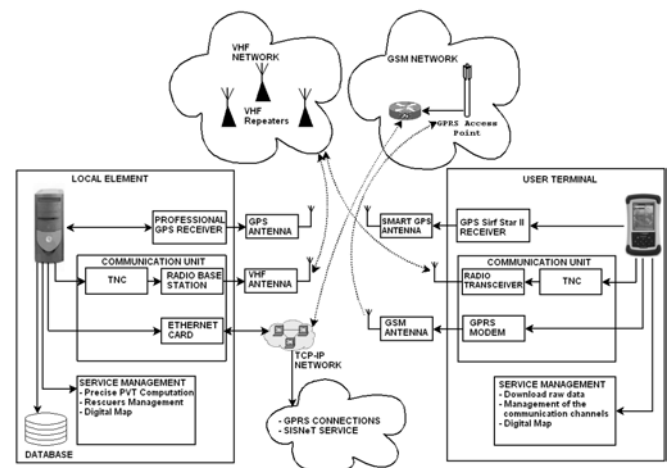 VHF
NETWORK
VHF
Repeaters
GSM NETWORK
GPRS Access
Point
LOCAL ELEMENT
PROFESSIONAL
GPS RECEIVER
GPS
ANTENNA
COMMUNICATION UNIT
TNC
RADIO BASE
STATION
VHF
ANTENNA
ETHERNET
CARD
SERVICE MANAGEMENT
- Precise PVT Computation
- Rescuers Management
- Digital Map
DATABASE
TCP-IP
NETWORK
- GPRS CONNECTIONS
- SISNeT SERVICE
USER TERMINAL
SMART GPS
ANTENNA
GPS Sirf Star II
RECEIVER
COMMUNICATION UNIT
RADIO
TRANSCEIVER
TNC
GSM
ANTENNA
GPRS
MODEM
SERVICE MANAGEMENT
- Download raw data
- Management of the
communication channels
- Digital Map